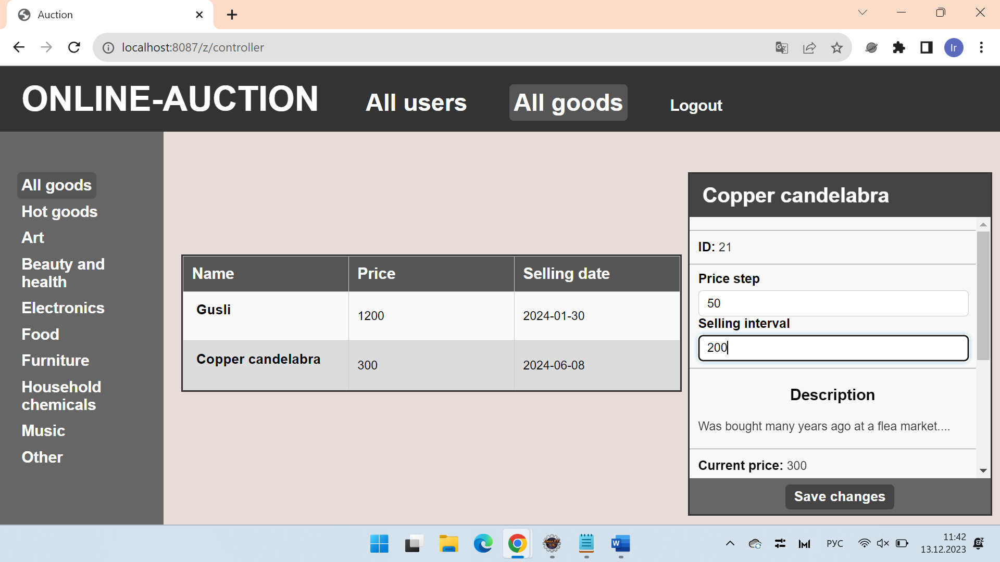 Auction
localhost:8087/z/controller
Ir
ONLINE-AUCTION
All users
All goods
Logout
All goods
Hot goods
Art
Beauty and
health
Electronics
Food
Furniture
Household
chemicals
Music
Other
Name Price Selling date
Gusli 1200 2024-01-30
Copper candelabra 300 2024-06-08
Copper candelabra
ID: 21
Price step
50
Selling interval
200
Description
Was bought many years ago at a flea market....
Current price: 300
Save changes
РУС
11:42
13.12.2023